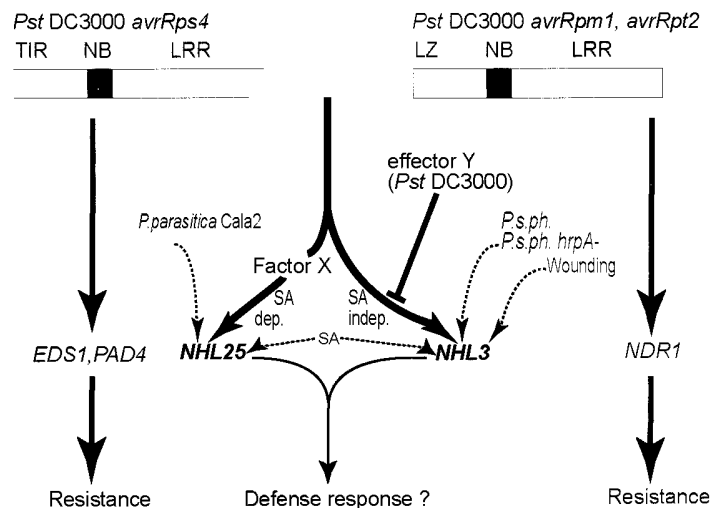 Pst DC3000 avrRps4
TIR NB LRR
Pst DC3000 avrRpm1, avrRpt2
LZ NB LRR
effector Y
(Pst DC3000)
P.parasitica Cala2
P.s.ph.
P.s.ph. hrpA-
Wounding
Factor X
SA
dep.
SA
indep.
EDS1,PAD4
NHL25
SA
NHL3
NDR1
Resistance
Defense response ?
Resistance